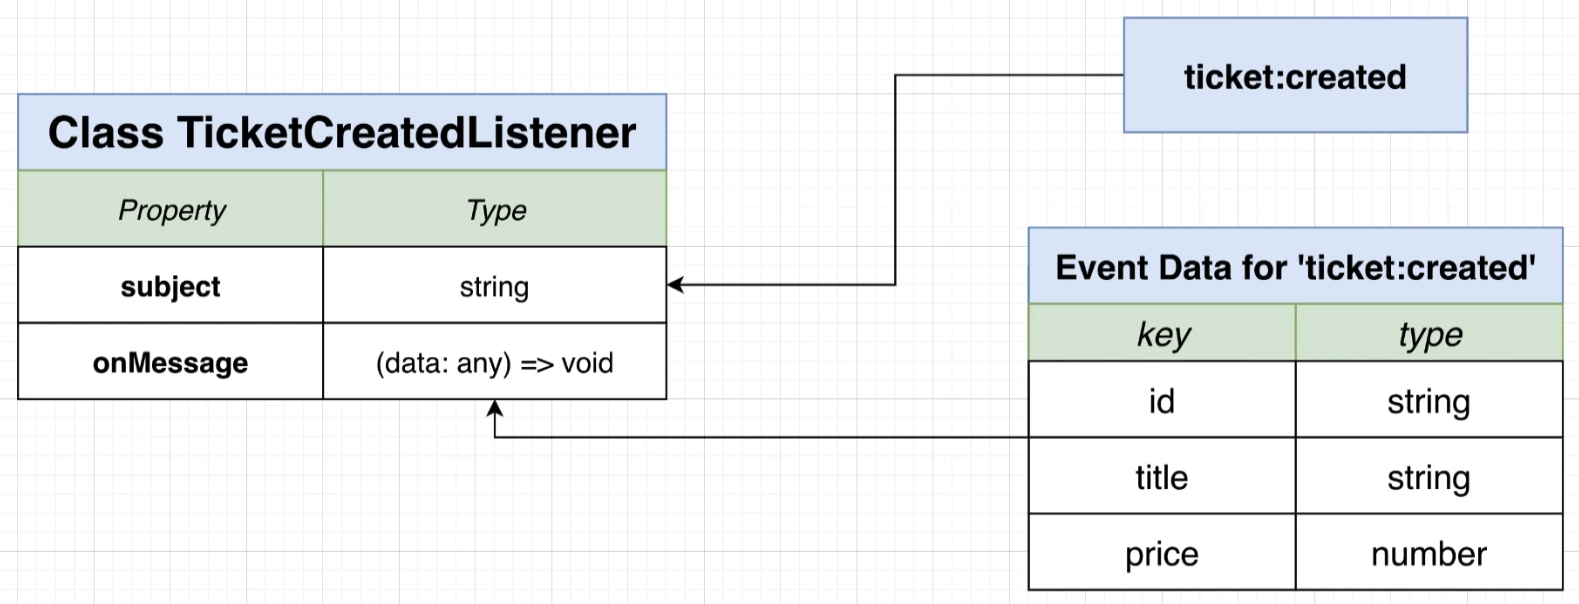 ticket:created
Class TicketCreatedListener
Property Type
subject string
onMessage (data: any) => void
Event Data for 'ticket:created'
key type
id string
title string
price number